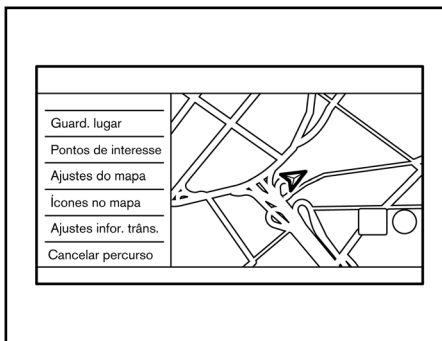 Guard. lugar
Pontos de interesse
Ajustes do mapa
Ícones no mapa
Ajustes infor. trâns.
Cancelar percurso